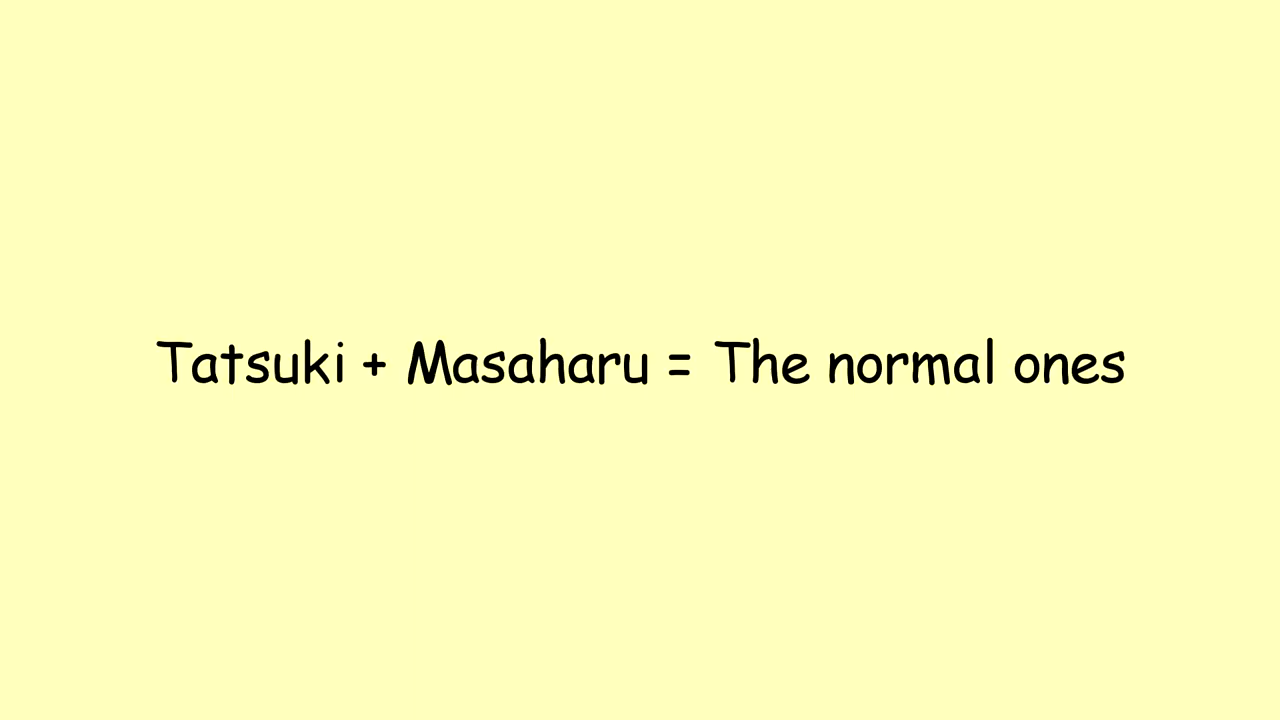 Tatsuki + Masaharu = The normal ones